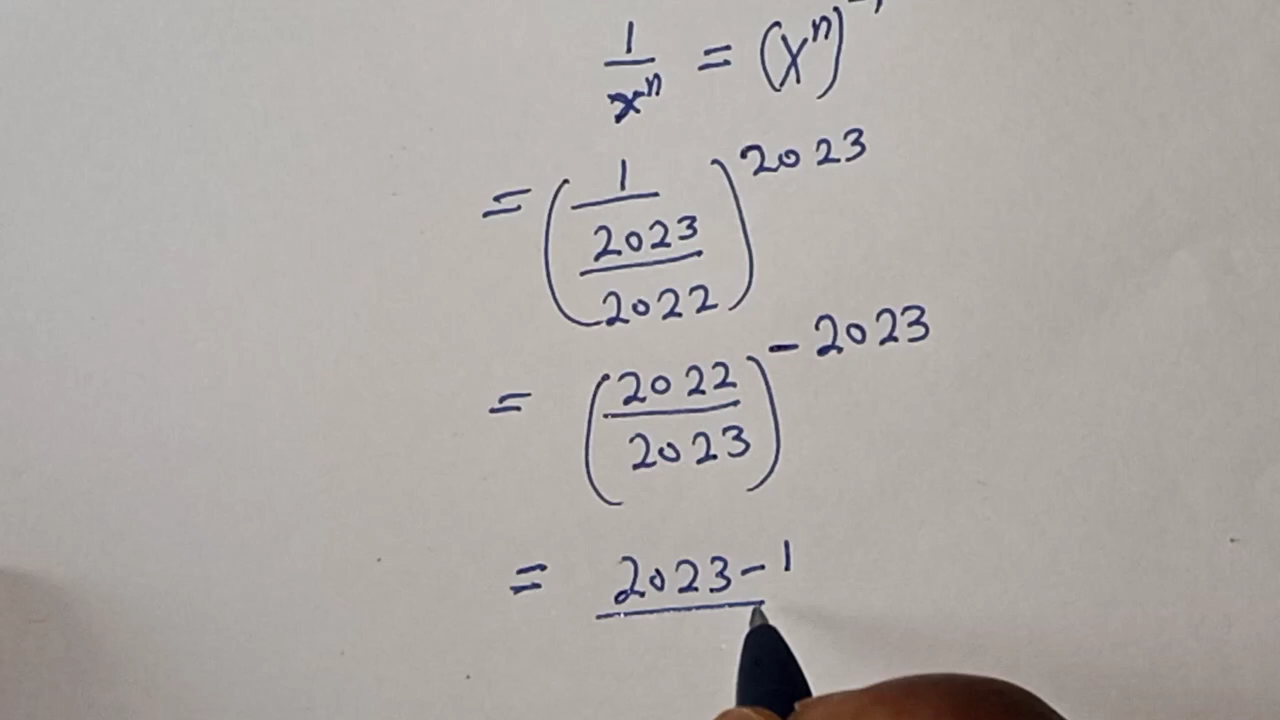 1/xⁿ = (xⁿ)⁻
= (1/(2023/2022))²⁰²³
= (2022/2023)⁻²⁰²³
= 2023-1